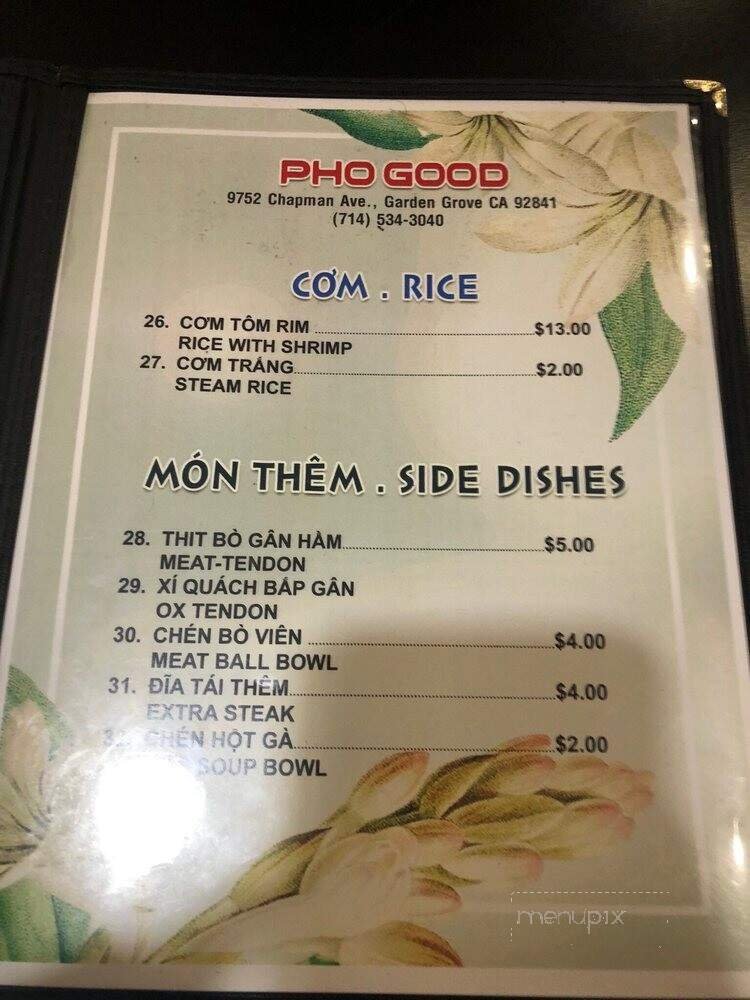 PHO GOOD
9752 Chapman Ave., Garden Grove CA 92841
(714) 534-3040
CƠM . RICE
26. CƠM TÔM RIM ........ $13.00
RICE WITH SHRIMP
27. CƠM TRẮNG ........ $2.00
STEAM RICE
MÓN THÊM . SIDE DISHES
28. THIT BÒ GÂN HÀM ........ $5.00
MEAT-TENDON
29. XÍ QUÁCH BẮP GÂN
OX TENDON
30. CHÉN BÒ VIÊN ........ $4.00
MEAT BALL BOWL
31. ĐĨA TÁI THÊM ........ $4.00
EXTRA STEAK
CHÉN HỘT GÀ ........ $2.00
SOUP BOWL
menupix